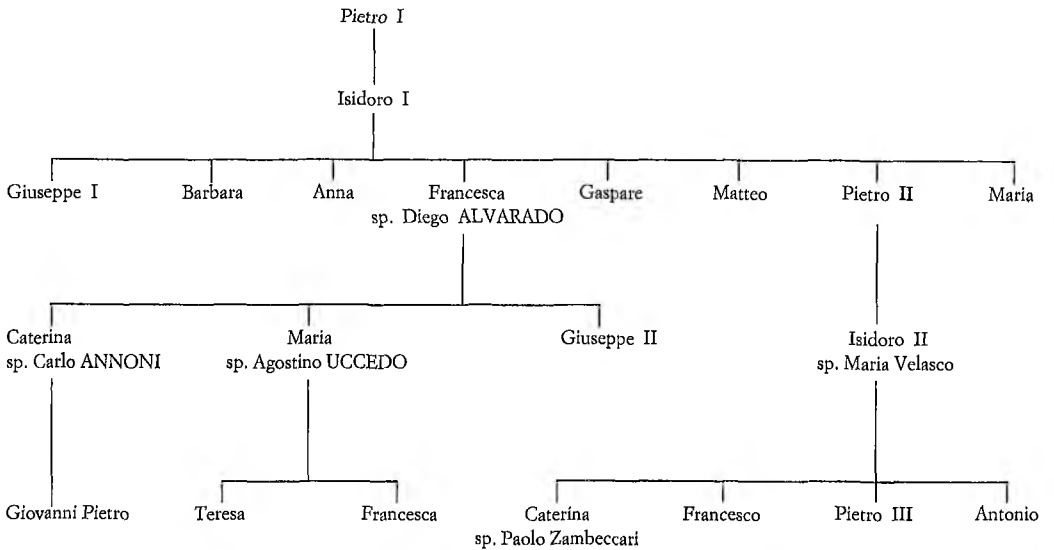 Pietro I
Isidoro I
Giuseppe I Barbara Anna Francesca Gaspare Matteo Pietro II Maria
sp. Diego ALVARADO
Caterina Maria Giuseppe II Isidoro II
sp. Carlo ANNONI sp. Agostino UCCEDO sp. Maria Velasco
Giovanni Pietro Teresa Francesca Caterina Francesco Pietro III Antonio
sp. Paolo Zambeccari